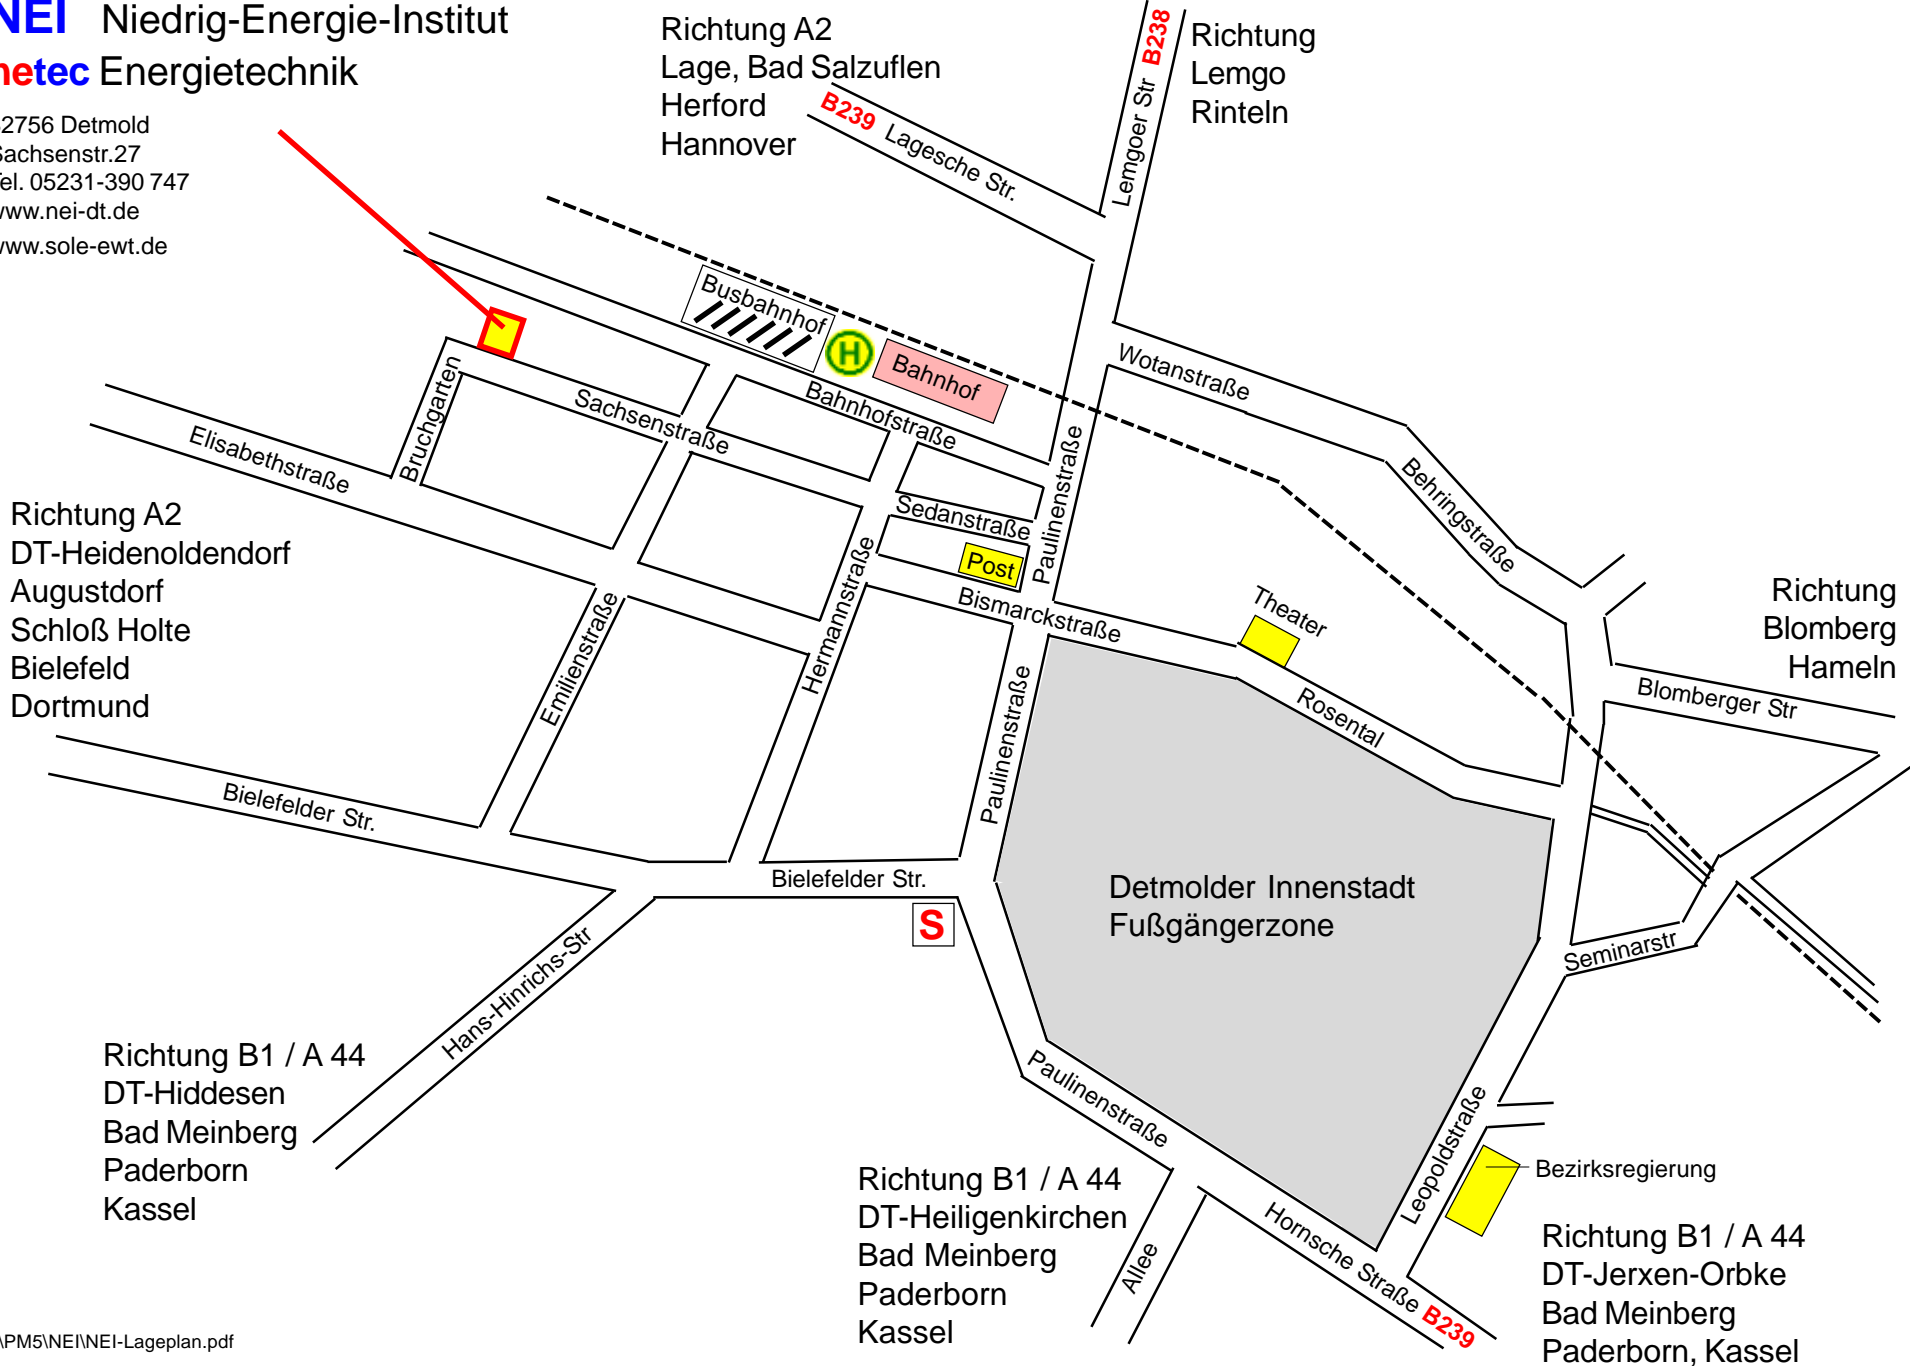 NEI Niedrig-Energie-Institut
netec Energietechnik
2756 Detmold
Sachsenstr.27
Tel. 05231-390 747
www.nei-dt.de
www.sole-ewt.de
Richtung A2
Lage, Bad Salzuflen
Herford
Hannover
B239 Lagesche Str.
Lemgoer Str B238
Richtung
Lemgo
Rinteln
Busbahnhof
H
Bahnhof
Bahnhofstraße
Wotanstraße
Behringstraße
Bruchgarten
Sachsenstraße
Elisabethstraße
Sedanstraße
Paulinenstraße
Post
Bismarckstraße
Hermannstraße
Emilienstraße
Theater
Rosental
Richtung A2
DT-Heidenoldendorf
Augustdorf
Schloß Holte
Bielefeld
Dortmund
Richtung
Blomberg
Hameln
Blomberger Str
Paulinenstraße
Bielefelder Str.
Bielefelder Str.
S
Detmolder Innenstadt
Fußgängerzone
Seminarstr
Hans-Hinrichs-Str
Richtung B1 / A 44
DT-Hiddesen
Bad Meinberg
Paderborn
Kassel
Paulinenstraße
Leopoldstraße
Bezirksregierung
Richtung B1 / A 44
DT-Heiligenkirchen
Bad Meinberg
Paderborn
Kassel
Allee
Hornsche Straße B239
Richtung B1 / A 44
DT-Jerxen-Orbke
Bad Meinberg
Paderborn, Kassel
\PM5\NEI\NEI-Lageplan.pdf